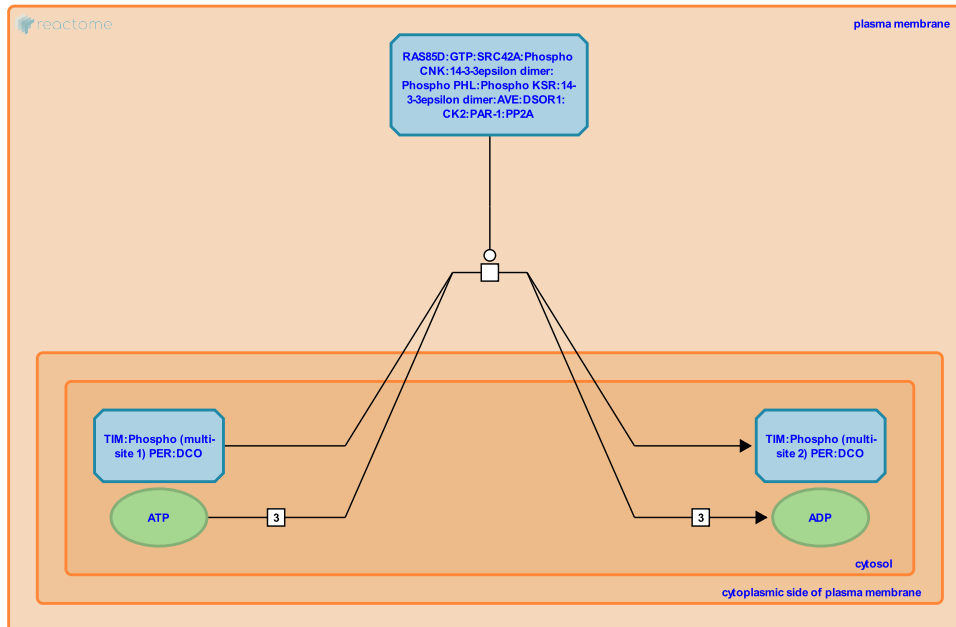 reactome
plasma membrane
RAS85D:GTP:SRC42A:Phospho
CNK:14-3-3epsilon dimer:
Phospho PHL:Phospho KSR:14-
3-3epsilon dimer:AVE:DSOR1:
CK2:PAR-1:PP2A
TIM:Phospho (multi-
site 1) PER:DCO
TIM:Phospho (multi-
site 2) PER:DCO
ATP
3
3
ADP
cytosol
cytoplasmic side of plasma membrane